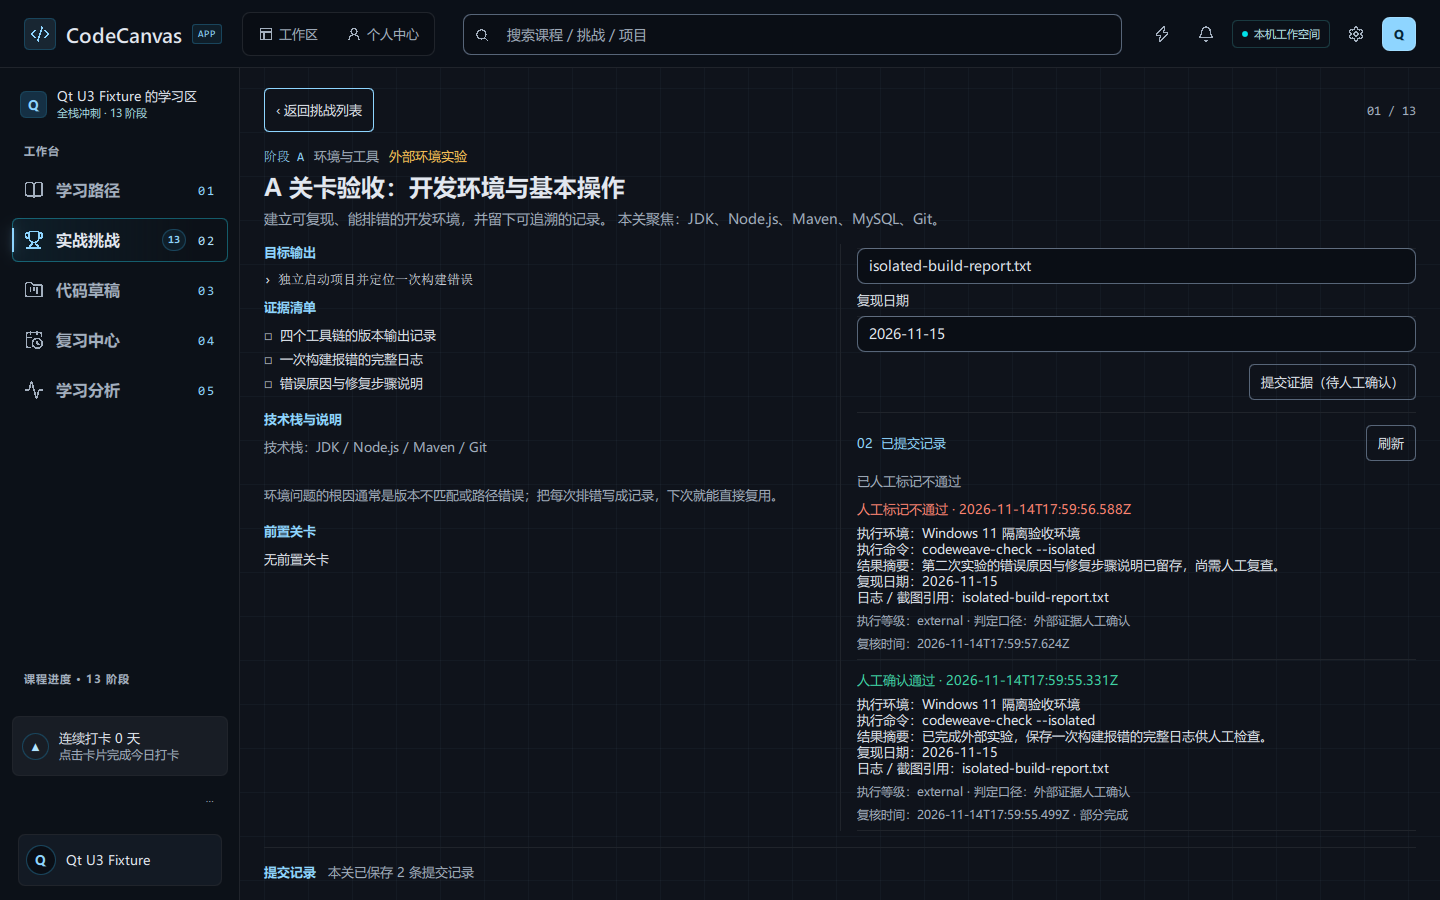 CodeCanvas APP
工作区
个人中心
搜索课程 / 挑战 / 项目
本机工作空间
Q
Q
Qt U3 Fixture 的学习区
全栈冲刺 · 13 阶段
工作台
学习路径 01
实战挑战 13 02
代码草稿 03
复习中心 04
学习分析 05
课程进度 • 13 阶段
连续打卡 0 天
点击卡片完成今日打卡
...
Q Qt U3 Fixture
‹ 返回挑战列表
01 / 13
阶段 A 环境与工具 外部环境实验
A 关卡验收：开发环境与基本操作
建立可复现、能排错的开发环境，并留下可追溯的记录。 本关聚焦：JDK、Node.js、Maven、MySQL、Git。
目标输出
› 独立启动项目并定位一次构建错误
证据清单
四个工具链的版本输出记录
一次构建报错的完整日志
错误原因与修复步骤说明
技术栈与说明
技术栈：JDK / Node.js / Maven / Git
环境问题的根因通常是版本不匹配或路径错误；把每次排错写成记录，下次就能直接复用。
前置关卡
无前置关卡
isolated-build-report.txt
复现日期
2026-11-15
提交证据（待人工确认）
02 已提交记录
刷新
已人工标记不通过
人工标记不通过 · 2026-11-14T17:59:56.588Z
执行环境：Windows 11 隔离验收环境
执行命令：codeweave-check --isolated
结果摘要：第二次实验的错误原因与修复步骤说明已留存，尚需人工复查。
复现日期：2026-11-15
日志 / 截图引用：isolated-build-report.txt
执行等级：external · 判定口径：外部证据人工确认
复核时间：2026-11-14T17:59:57.624Z
人工确认通过 · 2026-11-14T17:59:55.331Z
执行环境：Windows 11 隔离验收环境
执行命令：codeweave-check --isolated
结果摘要：已完成外部实验，保存一次构建报错的完整日志供人工检查。
复现日期：2026-11-15
日志 / 截图引用：isolated-build-report.txt
执行等级：external · 判定口径：外部证据人工确认
复核时间：2026-11-14T17:59:55.499Z · 部分完成
提交记录 本关已保存 2 条提交记录